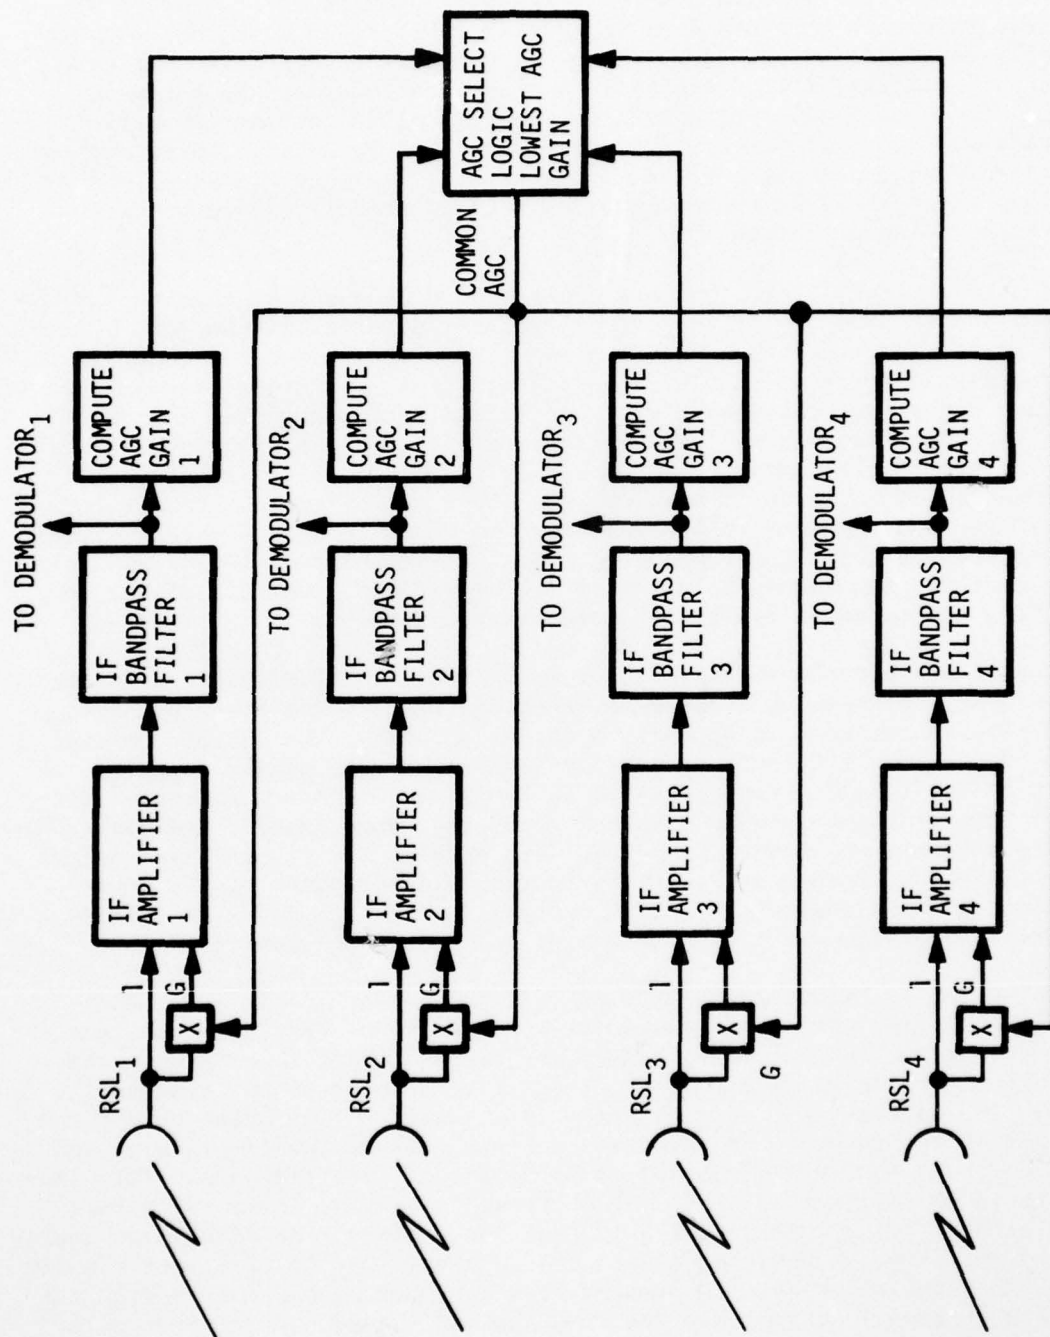 RSL1
1
G
X
IF
AMPLIFIER
1
IF
BANDPASS
FILTER
1
TO DEMODULATOR1
COMPUTE
AGC
GAIN
1
RSL2
1
G
X
IF
AMPLIFIER
2
IF
BANDPASS
FILTER
2
TO DEMODULATOR2
COMPUTE
AGC
GAIN
2
COMMON
AGC
AGC SELECT
LOGIC
LOWEST AGC
GAIN
RSL3
1
G
X
IF
AMPLIFIER
3
IF
BANDPASS
FILTER
3
TO DEMODULATOR3
COMPUTE
AGC
GAIN
3
RSL4
1
G
X
IF
AMPLIFIER
4
IF
BANDPASS
FILTER
4
TO DEMODULATOR4
COMPUTE
AGC
GAIN
4